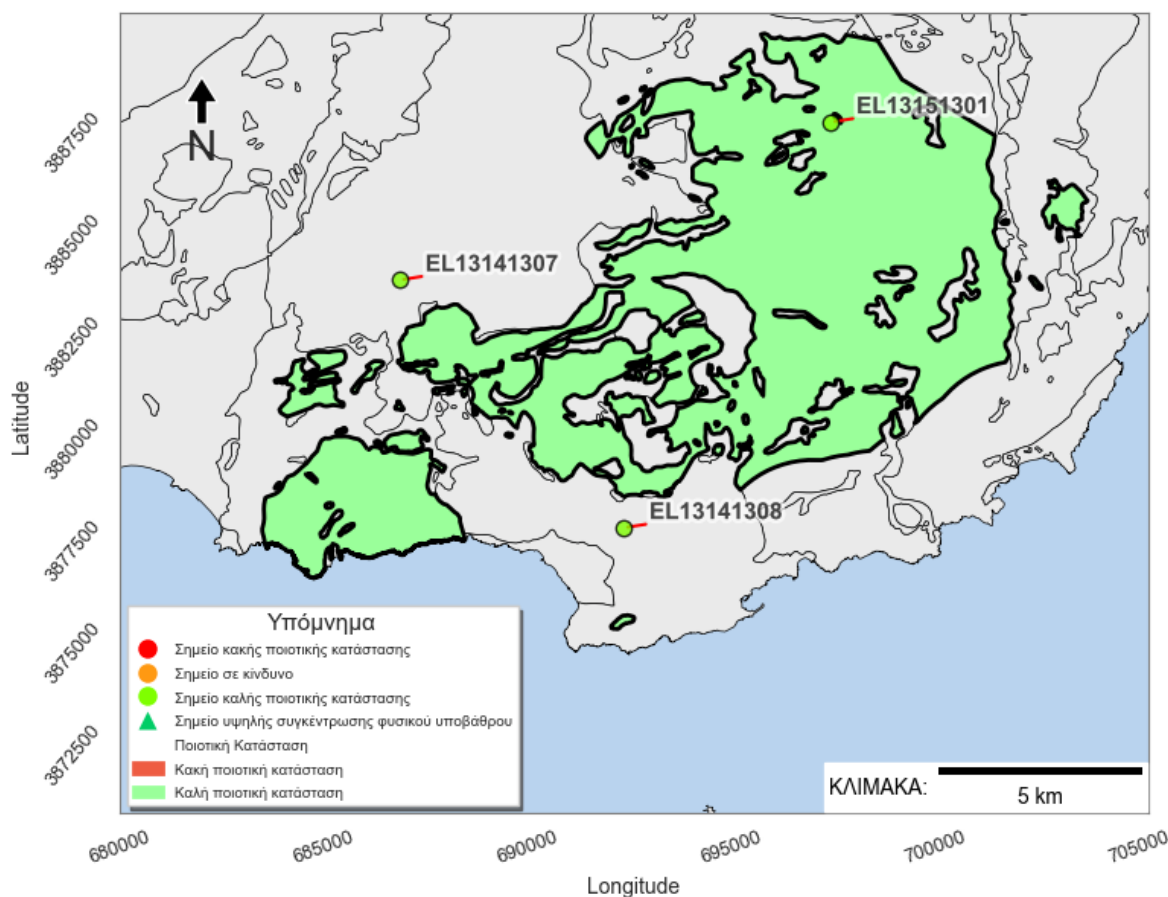 EL13151301
N
EL13141307
EL13141308
3887500
3885000
3882500
3880000
3877500
3875000
3872500
Latitude
Υπόμνημα
Σημείο κακής ποιοτικής κατάστασης
Σημείο σε κίνδυνο
Σημείο καλής ποιοτικής κατάστασης
Σημείο υψηλής συγκέντρωσης φυσικού υποβάθρου
Ποιοτική Κατάσταση
Κακή ποιοτική κατάσταση
Καλή ποιοτική κατάσταση
ΚΛΙΜΑΚΑ:
5 km
680000
685000
690000
695000
700000
705000
Longitude